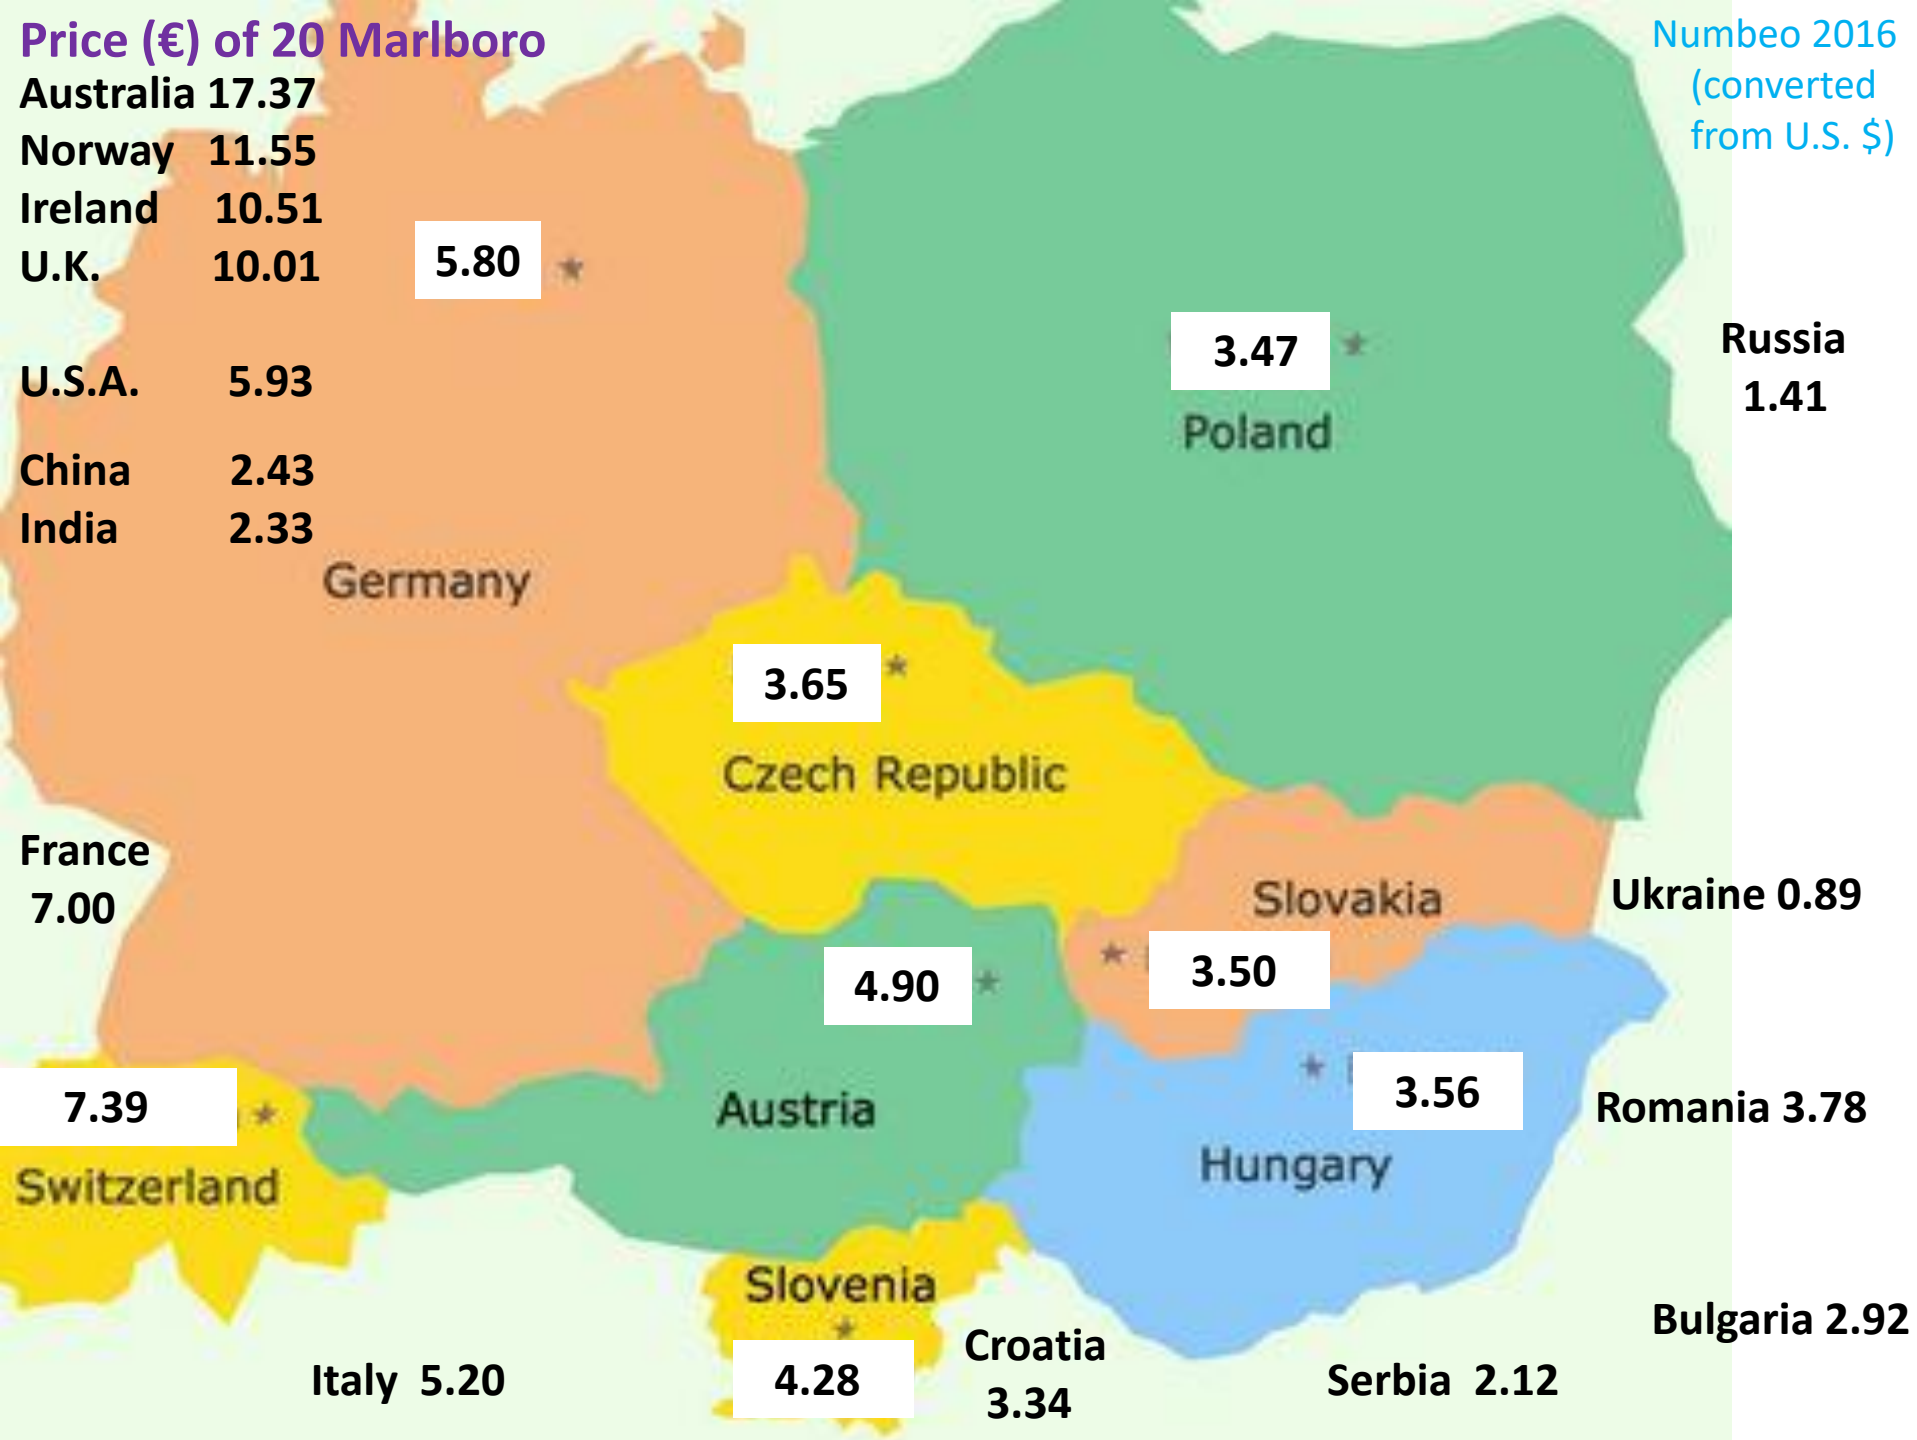 Price (€) of 20 Marlboro
Australia 17.37
Norway 11.55
Ireland 10.51
U.K. 10.01
U.S.A. 5.93
China 2.43
India 2.33
Numbeo 2016
(converted
from U.S. $)
5.80
Germany
3.47
Poland
Russia
1.41
3.65
Czech Republic
France
7.00
Slovakia
3.50
Ukraine 0.89
4.90
Austria
7.39
Switzerland
3.56
Hungary
Romania 3.78
Slovenia
4.28
Croatia
3.34
Italy 5.20
Serbia 2.12
Bulgaria 2.92